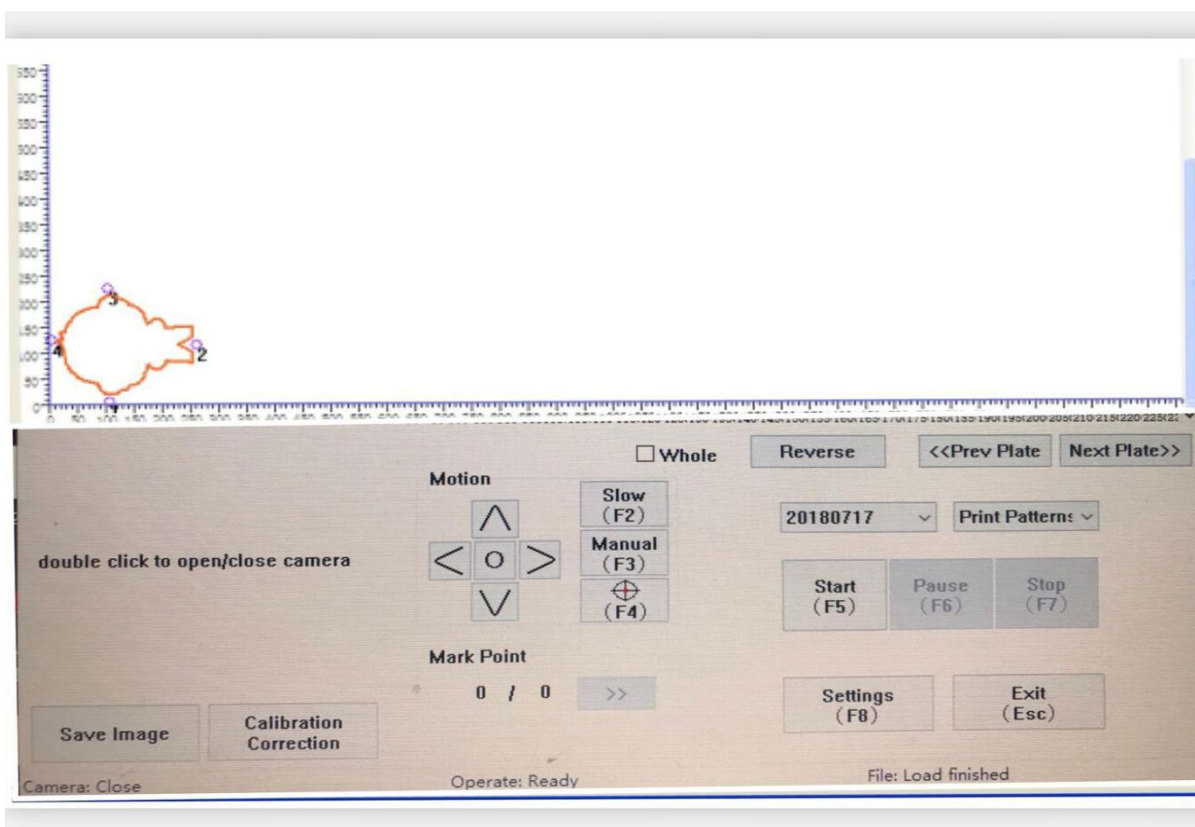 3
4
2
Whole
Reverse
<<Prev Plate
Next Plate>>
Motion
Slow
(F2)
20180717
Print Patterns
Manual
(F3)
double click to open/close camera
O
(F4)
Start
(F5)
Pause
(F6)
Stop
(F7)
Mark Point
0 / 0
>>
Settings
(F8)
Exit
(Esc)
Save Image
Calibration
Correction
Camera: Close
Operate: Ready
File: Load finished